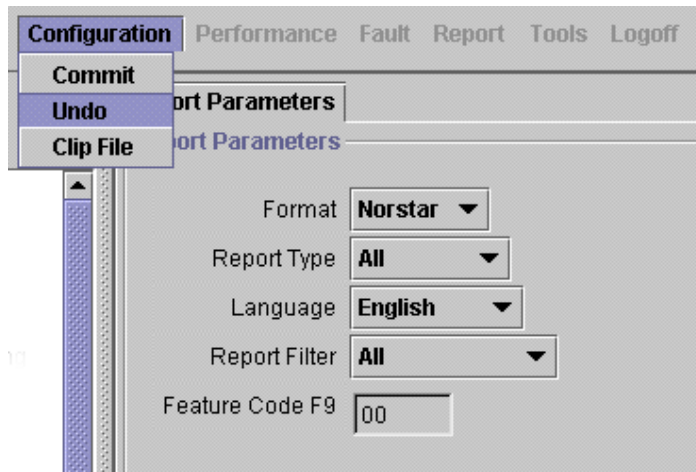 Configuration Performance Fault Report Tools Logoff
Commit
Undo
ort Parameters
Clip File
ort Parameters
Format Norstar
Report Type All
Language English
Report Filter All
Feature Code F9 00